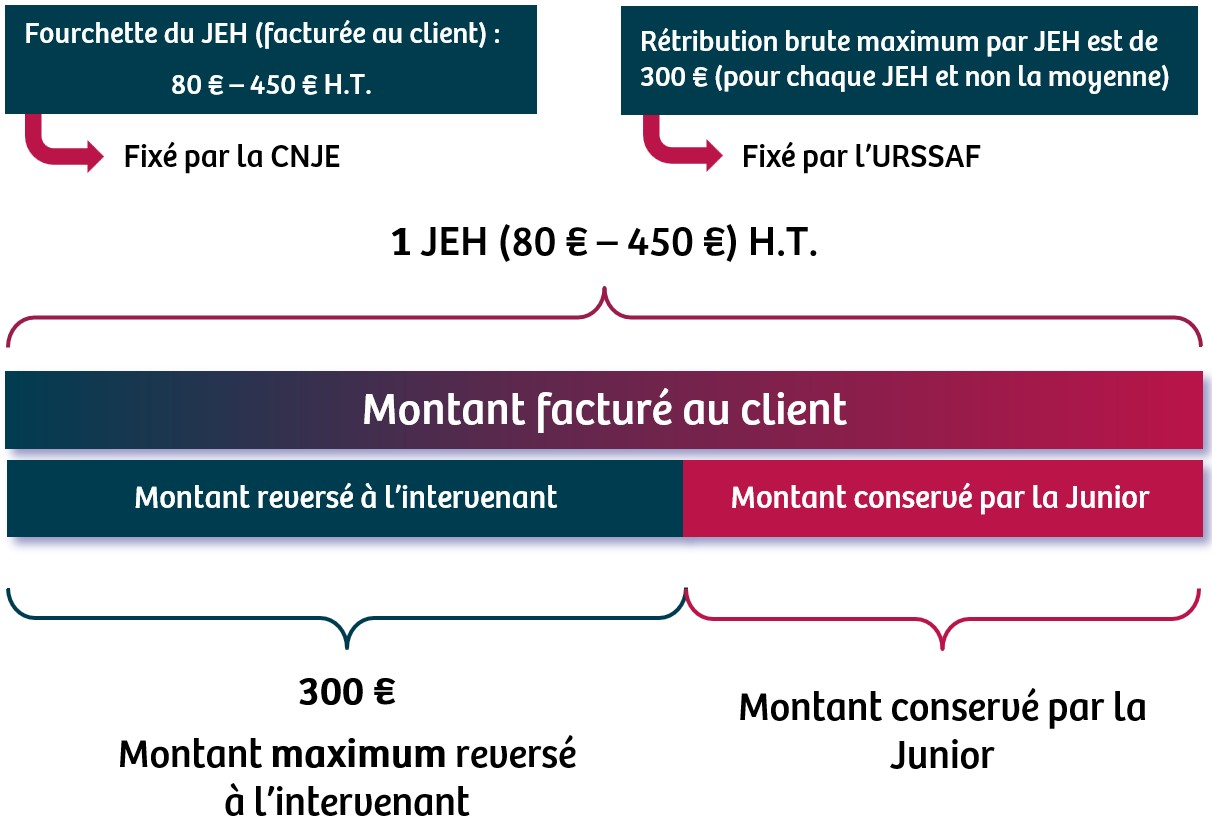 Fourchette du JEH (facturée au client) :
80 € – 450 € H.T.
Rétribution brute maximum par JEH est de
300 € (pour chaque JEH et non la moyenne)
Fixé par la CNJE
Fixé par l’URSSAF
1 JEH (80 € – 450 €) H.T.
Montant facturé au client
Montant reversé à l’intervenant
Montant conservé par la Junior
300 €
Montant maximum reversé
à l’intervenant
Montant conservé par la
Junior